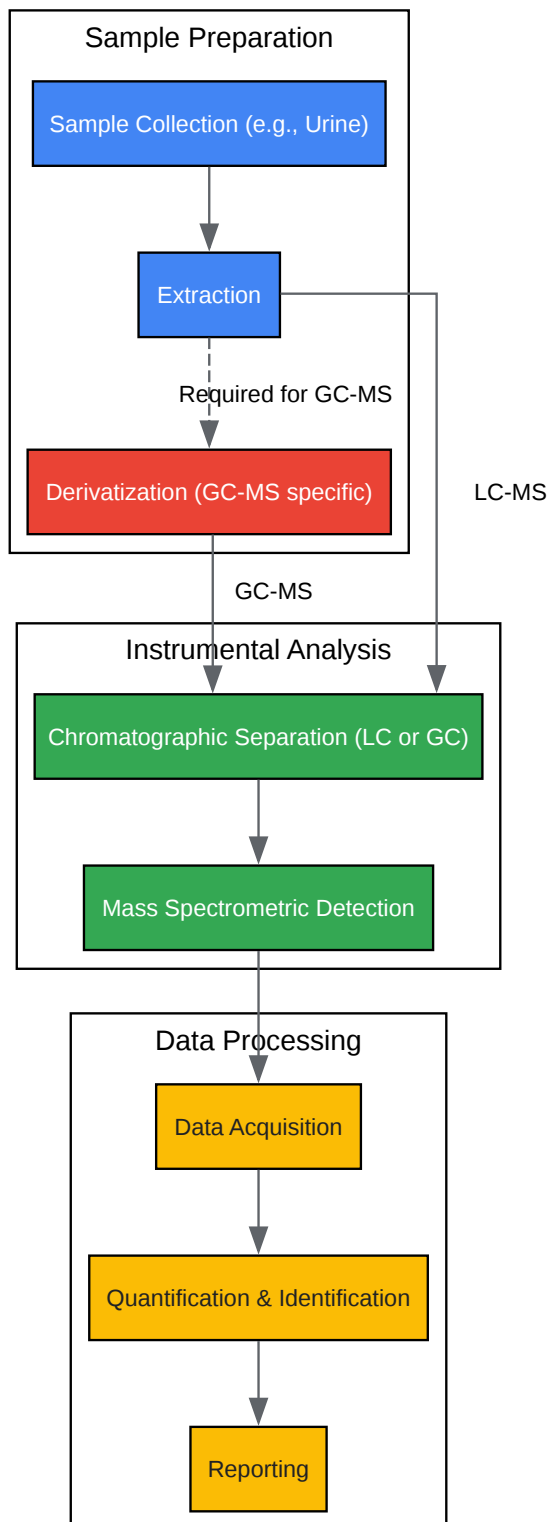 Sample Preparation
Sample Collection (e.g., Urine)
Extraction
Required for GC-MS
Derivatization (GC-MS specific)
LC-MS
GC-MS
Instrumental Analysis
Chromatographic Separation (LC or GC)
Mass Spectrometric Detection
Data Processing
Data Acquisition
Quantification & Identification
Reporting